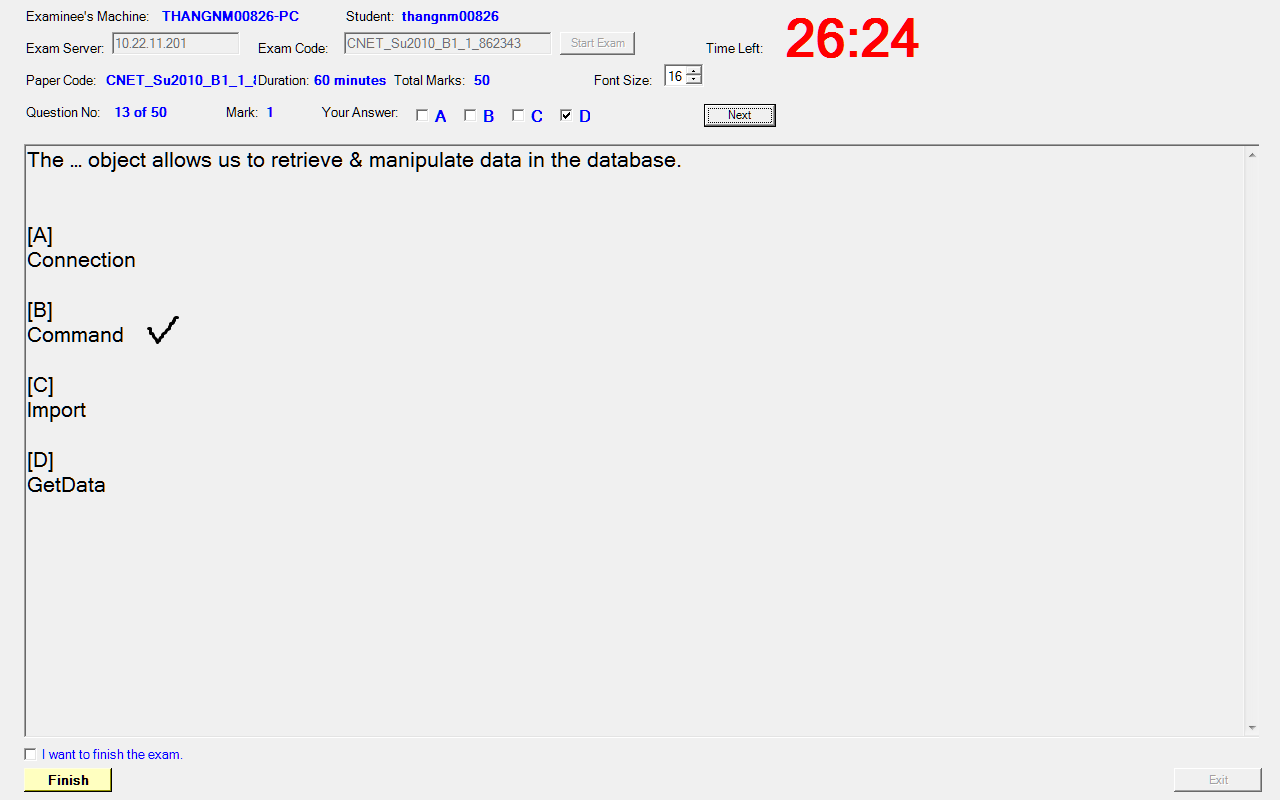 Examinee's Machine: THANGNM00826-PC Student: thangnm00826
Exam Server: 10.22.11.201 Exam Code: CNET_Su2010_B1_1_862343 Start Exam Time Left: 26:24
Paper Code: CNET_Su2010_B1_1_ Duration: 60 minutes Total Marks: 50 Font Size: 16
Question No: 13 of 50 Mark: 1 Your Answer: A B C D Next
The ... object allows us to retrieve & manipulate data in the database.
[A]
Connection
[B]
Command
[C]
Import
[D]
GetData
I want to finish the exam.
Finish Exit